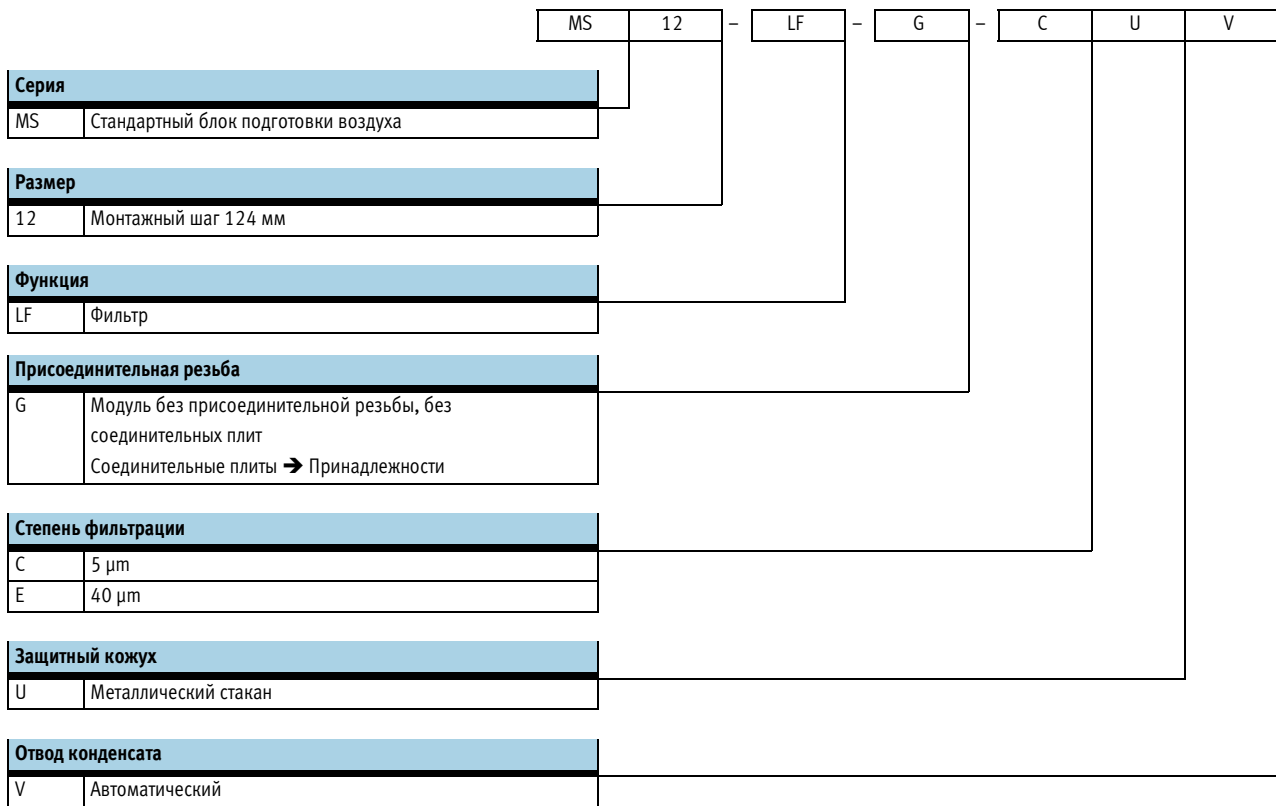 MS 12 – LF – G – C U V
Серия
MS Стандартный блок подготовки воздуха
Размер
12 Монтажный шаг 124 мм
Функция
LF Фильтр
Присоединительная резьба
G Модуль без присоединительной резьбы, без
соединительных плит
Соединительные плиты ➔ Принадлежности
Степень фильтрации
C 5 µm
E 40 µm
Защитный кожух
U Металлический стакан
Отвод конденсата
V Автоматический